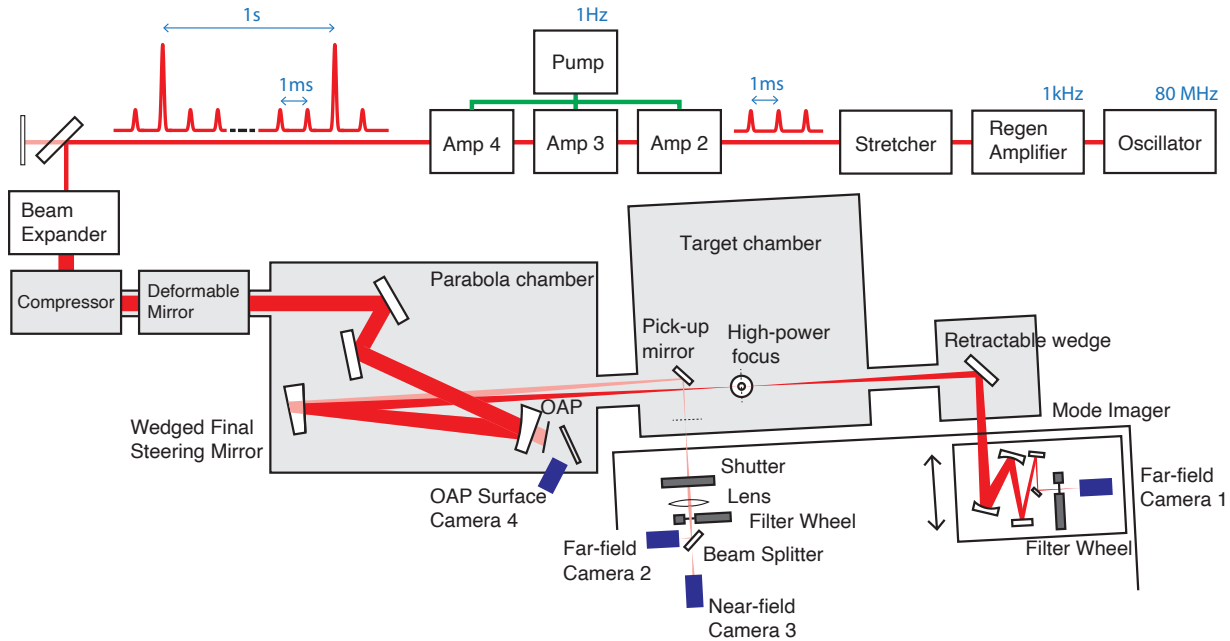 1s
1Hz
Pump
1ms
1ms
1kHz
80 MHz
Amp 4
Amp 3
Amp 2
Stretcher
Regen
Amplifier
Oscillator
Beam
Expander
Target chamber
Compressor
Deformable
Mirror
Parabola chamber
Pick-up
mirror
High-power
focus
Retractable wedge
OAP
Wedged Final
Steering Mirror
Mode Imager
OAP Surface
Camera 4
Shutter
Lens
Filter Wheel
Far-field
Camera 2
Beam Splitter
Near-field
Camera 3
Far-field
Camera 1
Filter Wheel